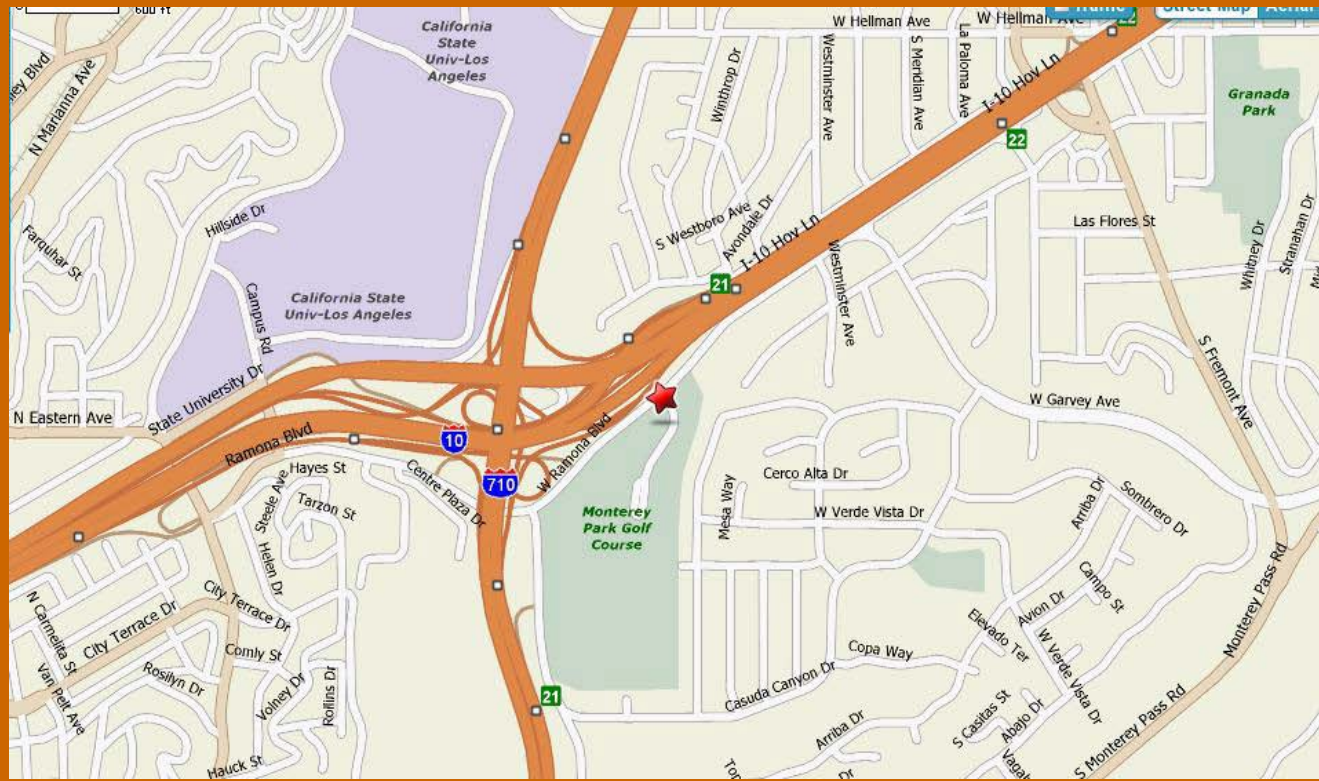 600 ft
Traffic
Street Map
Aerial
W Hellman Ave
W Hellman Ave
22
California
State
Univ-Los
Angeles
N Marianna Ave
Winthrop Dr
Westminster Ave
S Meridian Ave
La Paloma Ave
I-10 Hov Ln
Granada
Park
22
Hillside Dr
Farquhar St
S Westboro Ave
Avondale Dr
I-10 Hov Ln
Las Flores St
Whitney Dr
Stranahan Dr
California State
Univ-Los Angeles
Campus Rd
21
Westminster Ave
S Fremont Ave
State University Dr
N Eastern Ave
W Garvey Ave
Ramona Blvd
10
W Ramona Blvd
Hayes St
Centre Plaza Dr
710
Steele Ave
Tarzon St
Cerco Alta Dr
Mesa Way
Arriba Dr
Sombrero Dr
Monterey
Park Golf
Course
W Verde Vista Dr
Helen Dr
City Terrace Dr
City Terrace Dr
N Carmelita St
Campo St
Avion Dr
Elevado Ter
Monterey Pass Rd
Comly St
Copa Way
W Verde Vista Dr
Van Pelt Ave
Rosilyn Dr
Volney Dr
Rollins Dr
21
Casuda Canyon Dr
S Casitas St
Abajo Dr
Arriba Dr
S Monterey Pass Rd
Hauck St
Dr